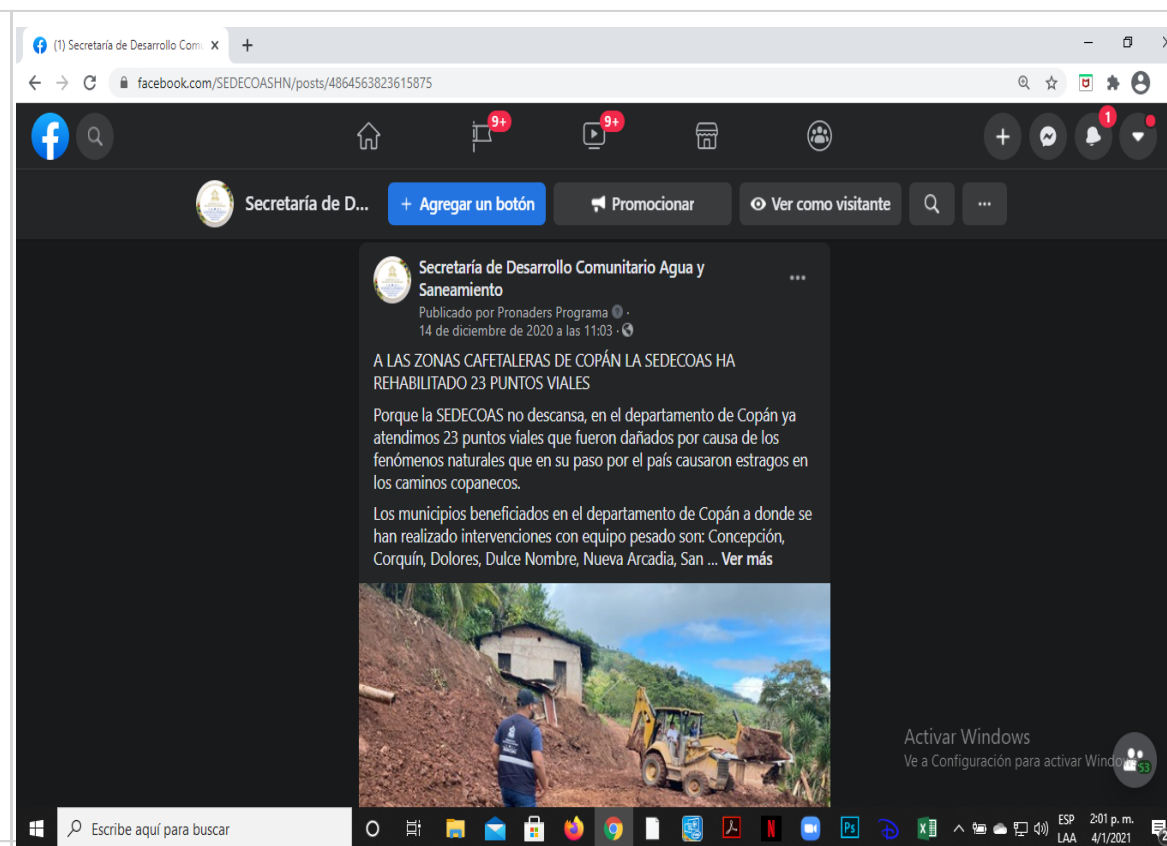 (1) Secretaría de Desarrollo Com
facebook.com/SEDECOASHN/posts/4864563823615875
9+
9+
1
Secretaría de D...
+ Agregar un botón
Promocionar
Ver como visitante
Secretaría de Desarrollo Comunitario Agua y
Saneamiento
Publicado por Pronaders Programa
14 de diciembre de 2020 a las 11:03
A LAS ZONAS CAFETALERAS DE COPÁN LA SEDECOAS HA
REHABILITADO 23 PUNTOS VIALES
Porque la SEDECOAS no descansa, en el departamento de Copán ya
atendimos 23 puntos viales que fueron dañados por causa de los
fenómenos naturales que en su paso por el país causaron estragos en
los caminos copanecos.
Los municipios beneficiados en el departamento de Copán a donde se
han realizado intervenciones con equipo pesado son: Concepción,
Corquín, Dolores, Dulce Nombre, Nueva Arcadia, San ... Ver más
Activar Windows
Ve a Configuración para activar Windows.
53
Escribe aquí para buscar
Ps
ESP
LAA
2:01 p. m.
4/1/2021
2